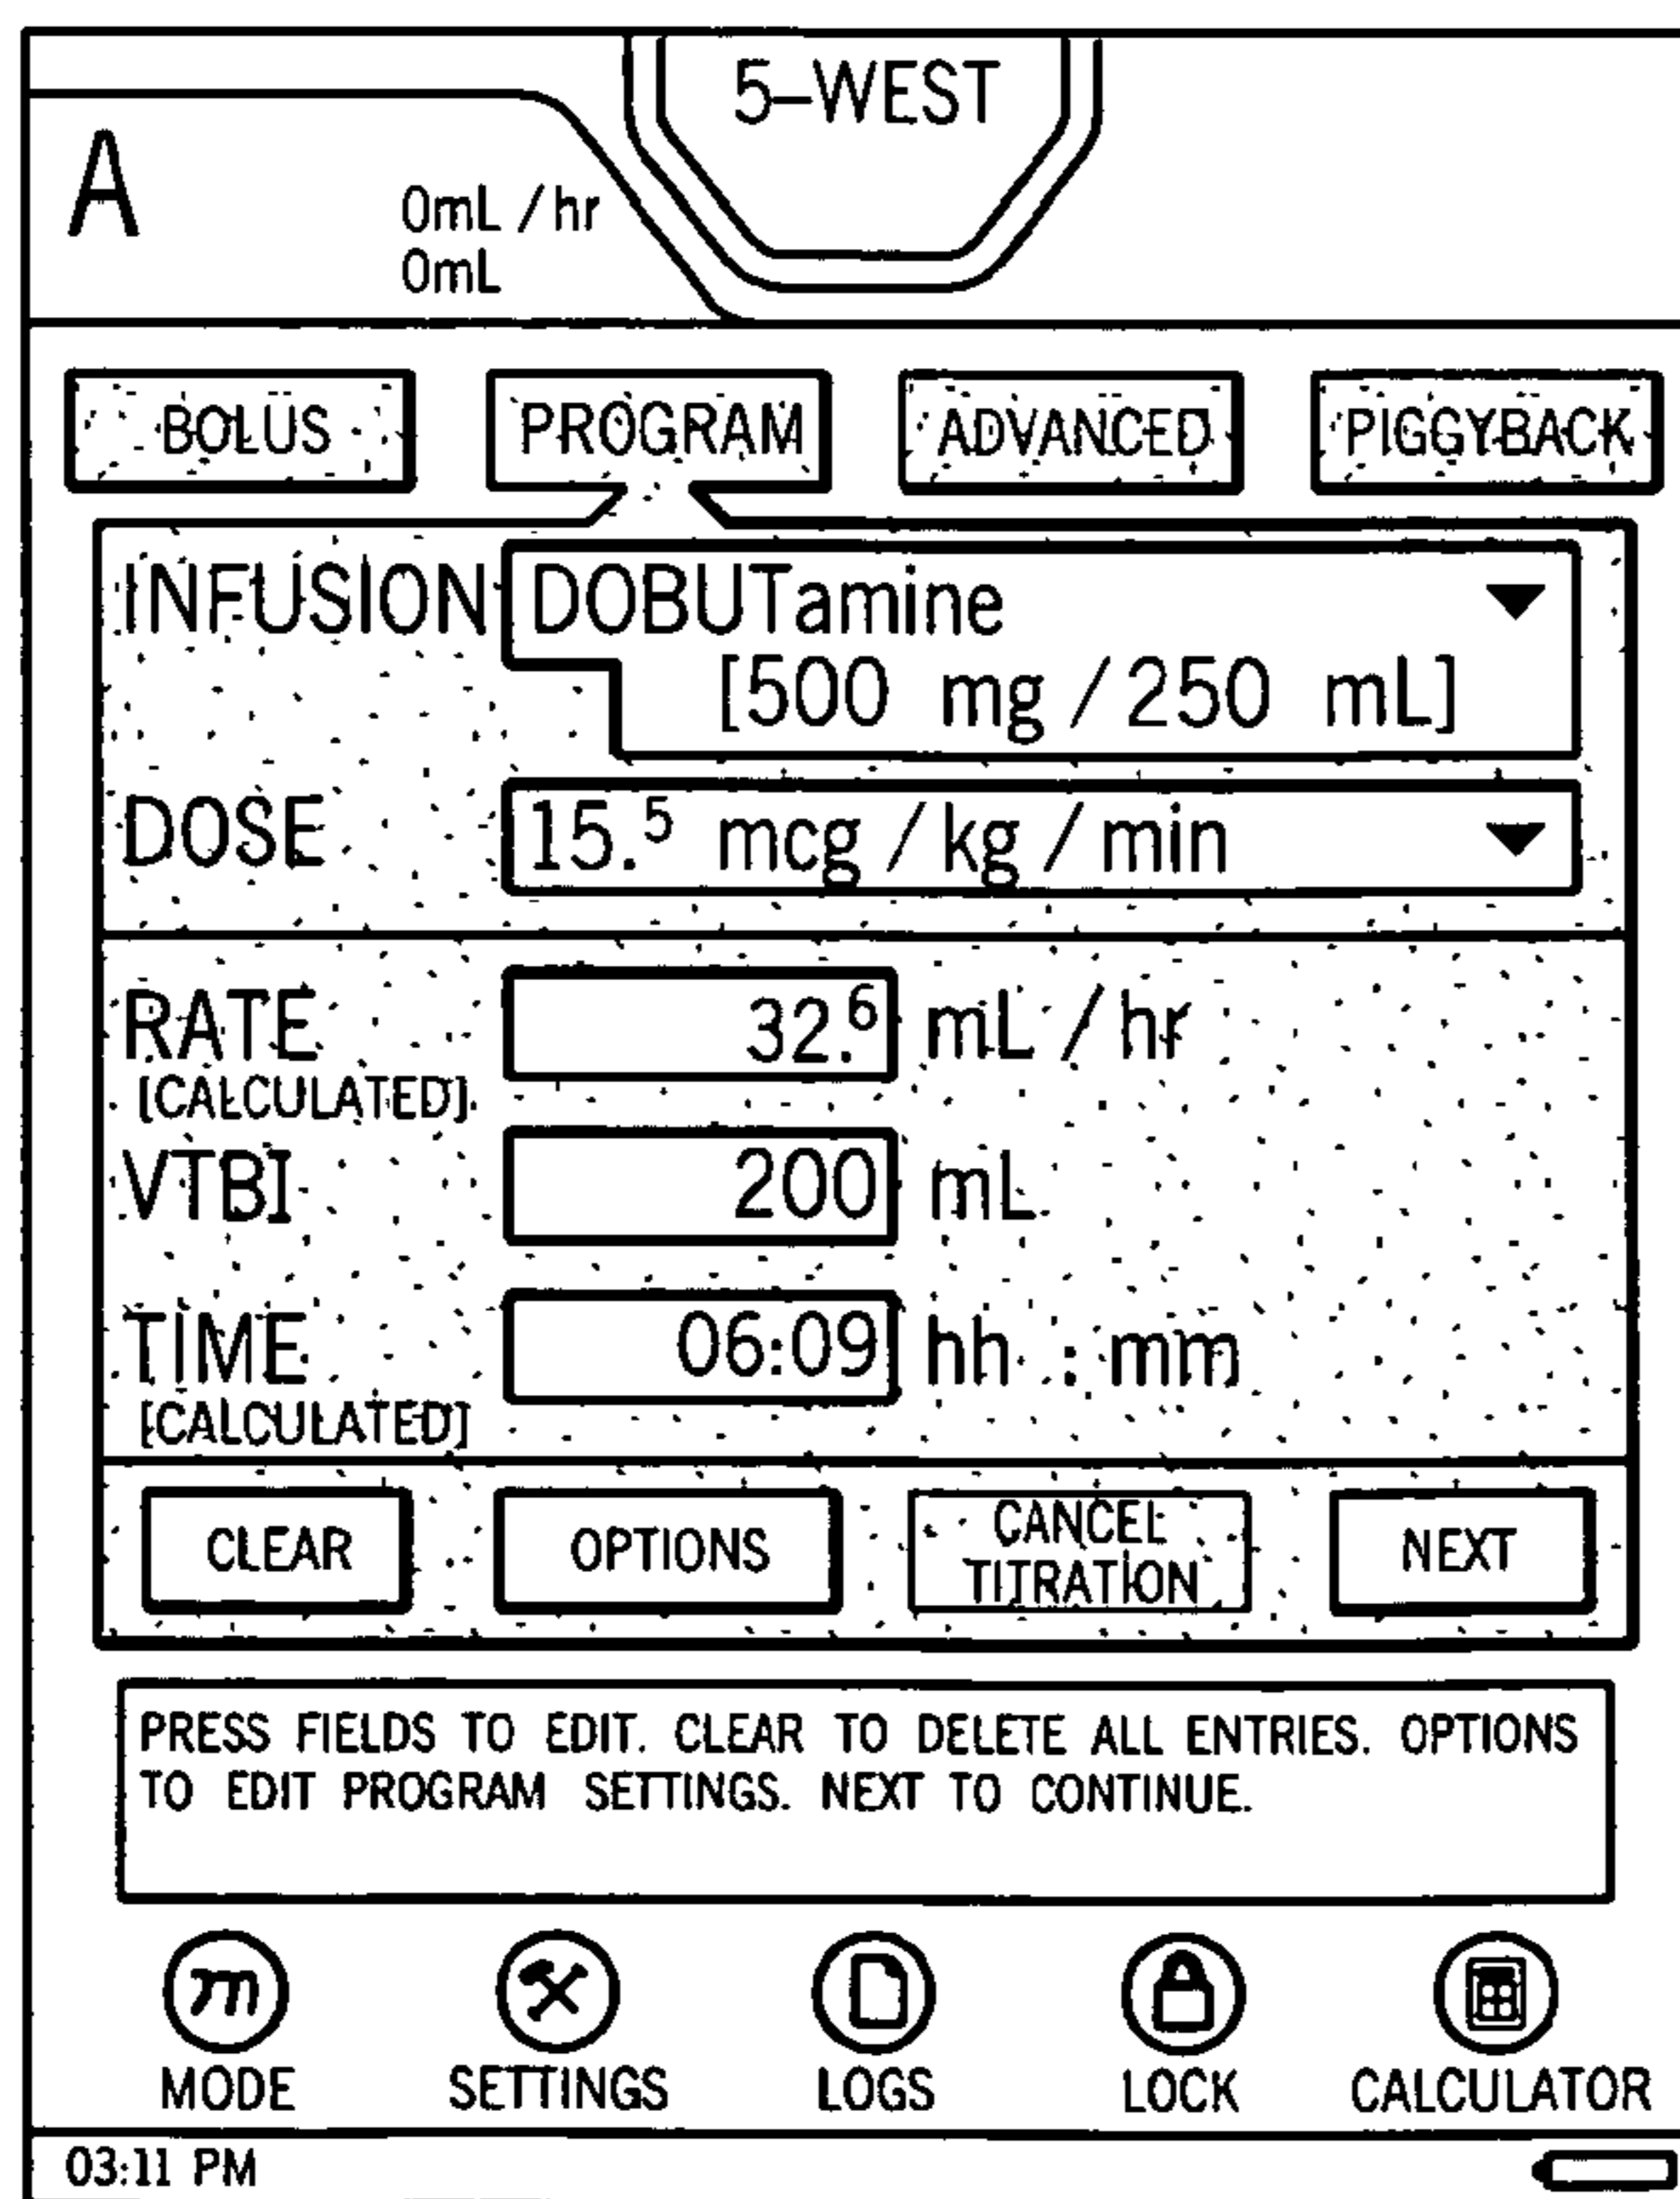 5–WEST
A
0mL/hr
0mL
BOLUS PROGRAM ADVANCED PIGGYBACK
INFUSION DOBUTamine
[500 mg/250 mL]
DOSE 15.⁵ mcg/kg/min
RATE 32.⁶ mL/hr
[CALCULATED]
VTBI 200 mL
TIME 06:09 hh : mm
[CALCULATED]
CLEAR OPTIONS CANCEL TITRATION NEXT
PRESS FIELDS TO EDIT. CLEAR TO DELETE ALL ENTRIES. OPTIONS
TO EDIT PROGRAM SETTINGS. NEXT TO CONTINUE.
MODE SETTINGS LOGS LOCK CALCULATOR
03:11 PM